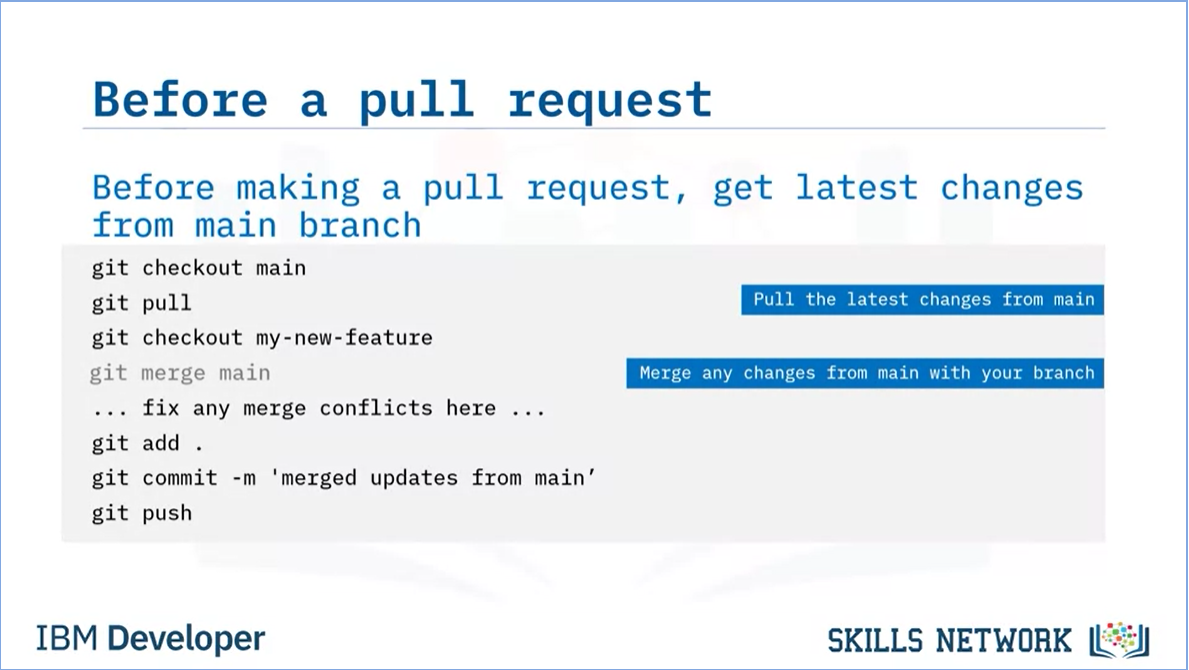 Before a pull request
Before making a pull request, get latest changes
from main branch
git checkout main
git pull
Pull the latest changes from main
git checkout my-new-feature
git merge main
Merge any changes from main with your branch
... fix any merge conflicts here ...
git add .
git commit -m 'merged updates from main’
git push
IBM Developer
SKILLS NETWORK